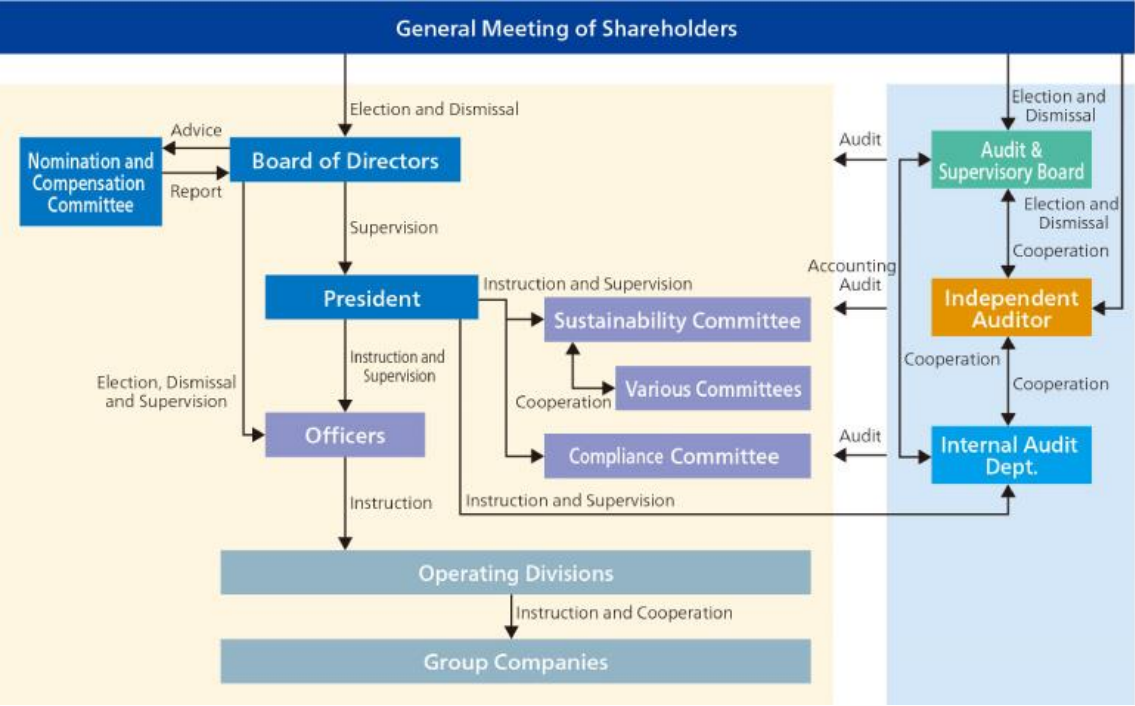 General Meeting of Shareholders
Election and Dismissal
Election and
Dismissal
Advice
Nomination and
Compensation
Committee
Board of Directors
Report
Audit
Audit &
Supervisory Board
Supervision
Election and
Dismissal
Cooperation
President
Instruction and Supervision
Sustainability Committee
Accounting
Audit
Independent
Auditor
Instruction and
Supervision
Various Committees
Cooperation
Cooperation
Cooperation
Election, Dismissal
and Supervision
Officers
Compliance Committee
Audit
Internal Audit
Dept.
Instruction
Instruction and Supervision
Operating Divisions
Instruction and Cooperation
Group Companies